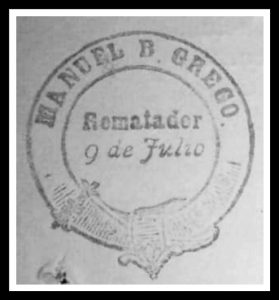 MANUEL B. GRECO.
Rematador
9 de Julio